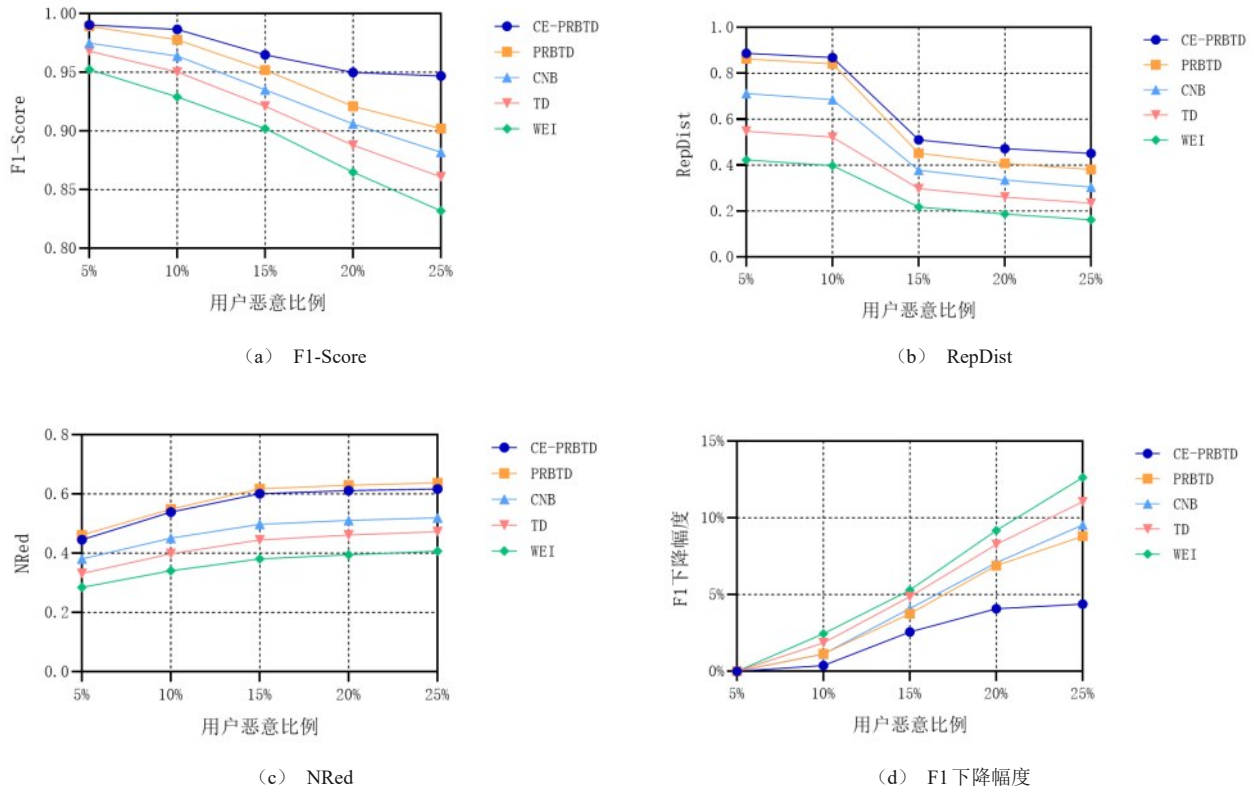 1.00
0.95
0.90
0.85
0.80
F1-Score
5%
10%
15%
20%
25%
用户恶意比例
CE-PRBTD
PRBTD
CNB
TD
WEI
（a） F1-Score
1.0
0.8
0.6
0.4
0.2
0.0
RepDist
5%
10%
15%
20%
25%
用户恶意比例
CE-PRBTD
PRBTD
CNB
TD
WEI
（b） RepDist
0.8
0.6
0.4
0.2
0.0
NRed
5%
10%
15%
20%
25%
用户恶意比例
CE-PRBTD
PRBTD
CNB
TD
WEI
（c） NRed
15%
10%
5%
0%
F1下降幅度
5%
10%
15%
20%
25%
用户恶意比例
CE-PRBTD
PRBTD
CNB
TD
WEI
（d） F1下降幅度